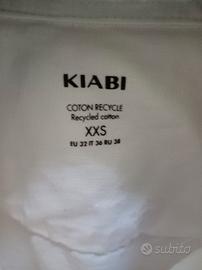 KIABI
COTON RECYCLE
Recycled cotton
XXS
EU 32 IT 36 RU 38
subito